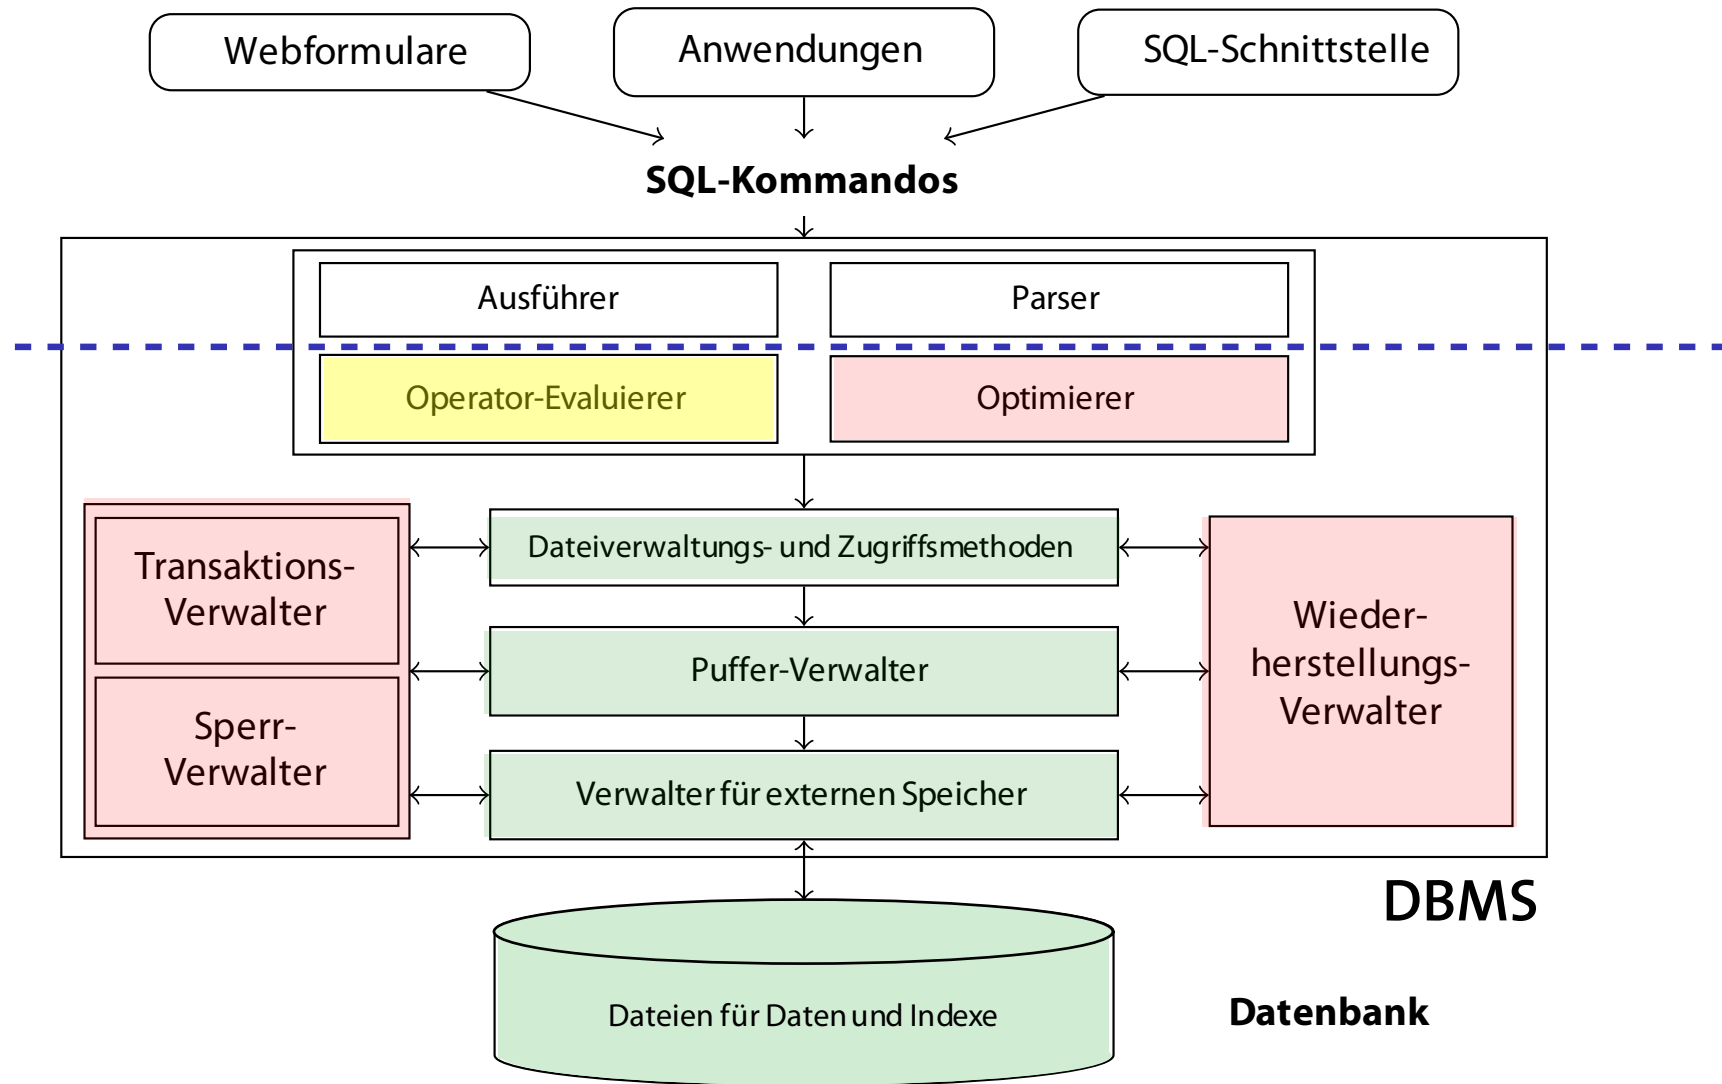 Webformulare
Anwendungen
SQL-Schnittstelle
SQL-Kommandos
Ausführer
Parser
Operator-Evaluierer
Optimierer
Transaktions-
Verwalter
Sperr-
Verwalter
Dateiverwaltungs- und Zugriffsmethoden
Puffer-Verwalter
Verwalter für externen Speicher
Wieder-
herstellungs-
Verwalter
DBMS
Dateien für Daten und Indexe
Datenbank